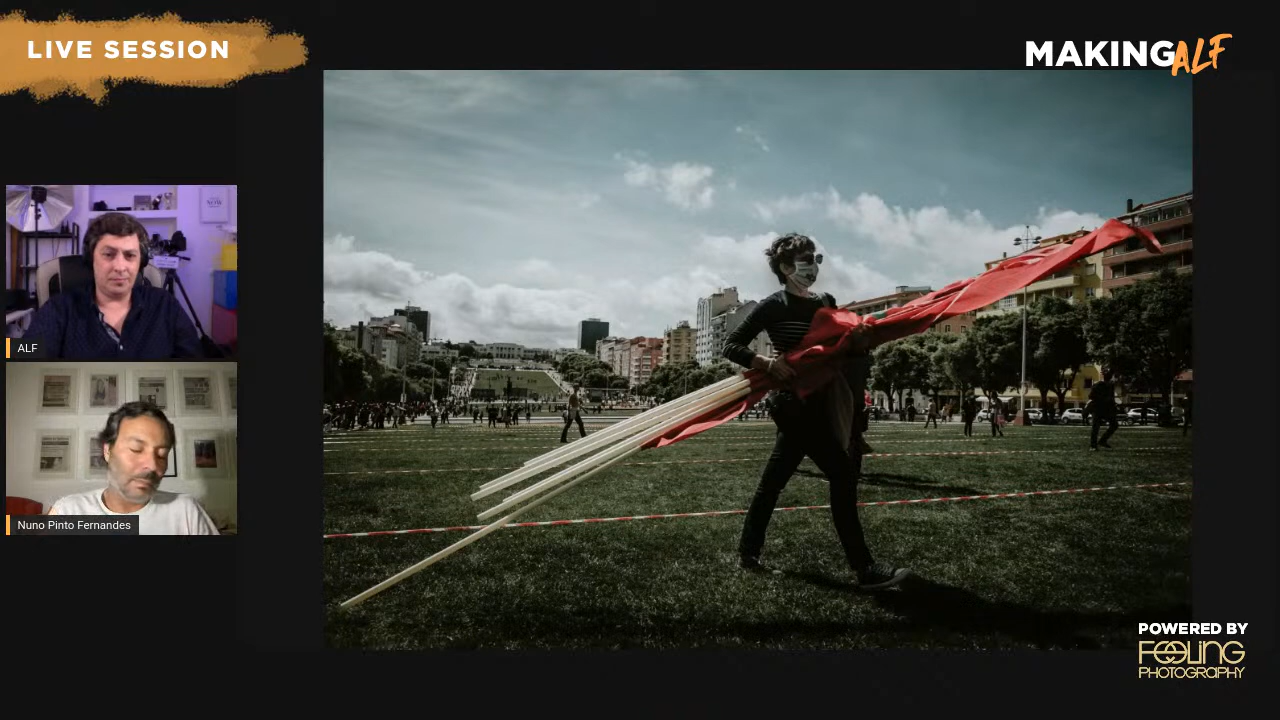 LIVE SESSION
MAKINGALF
ALF
Nuno Pinto Fernandes
POWERED BY
FEELING
PHOTOGRAPHY